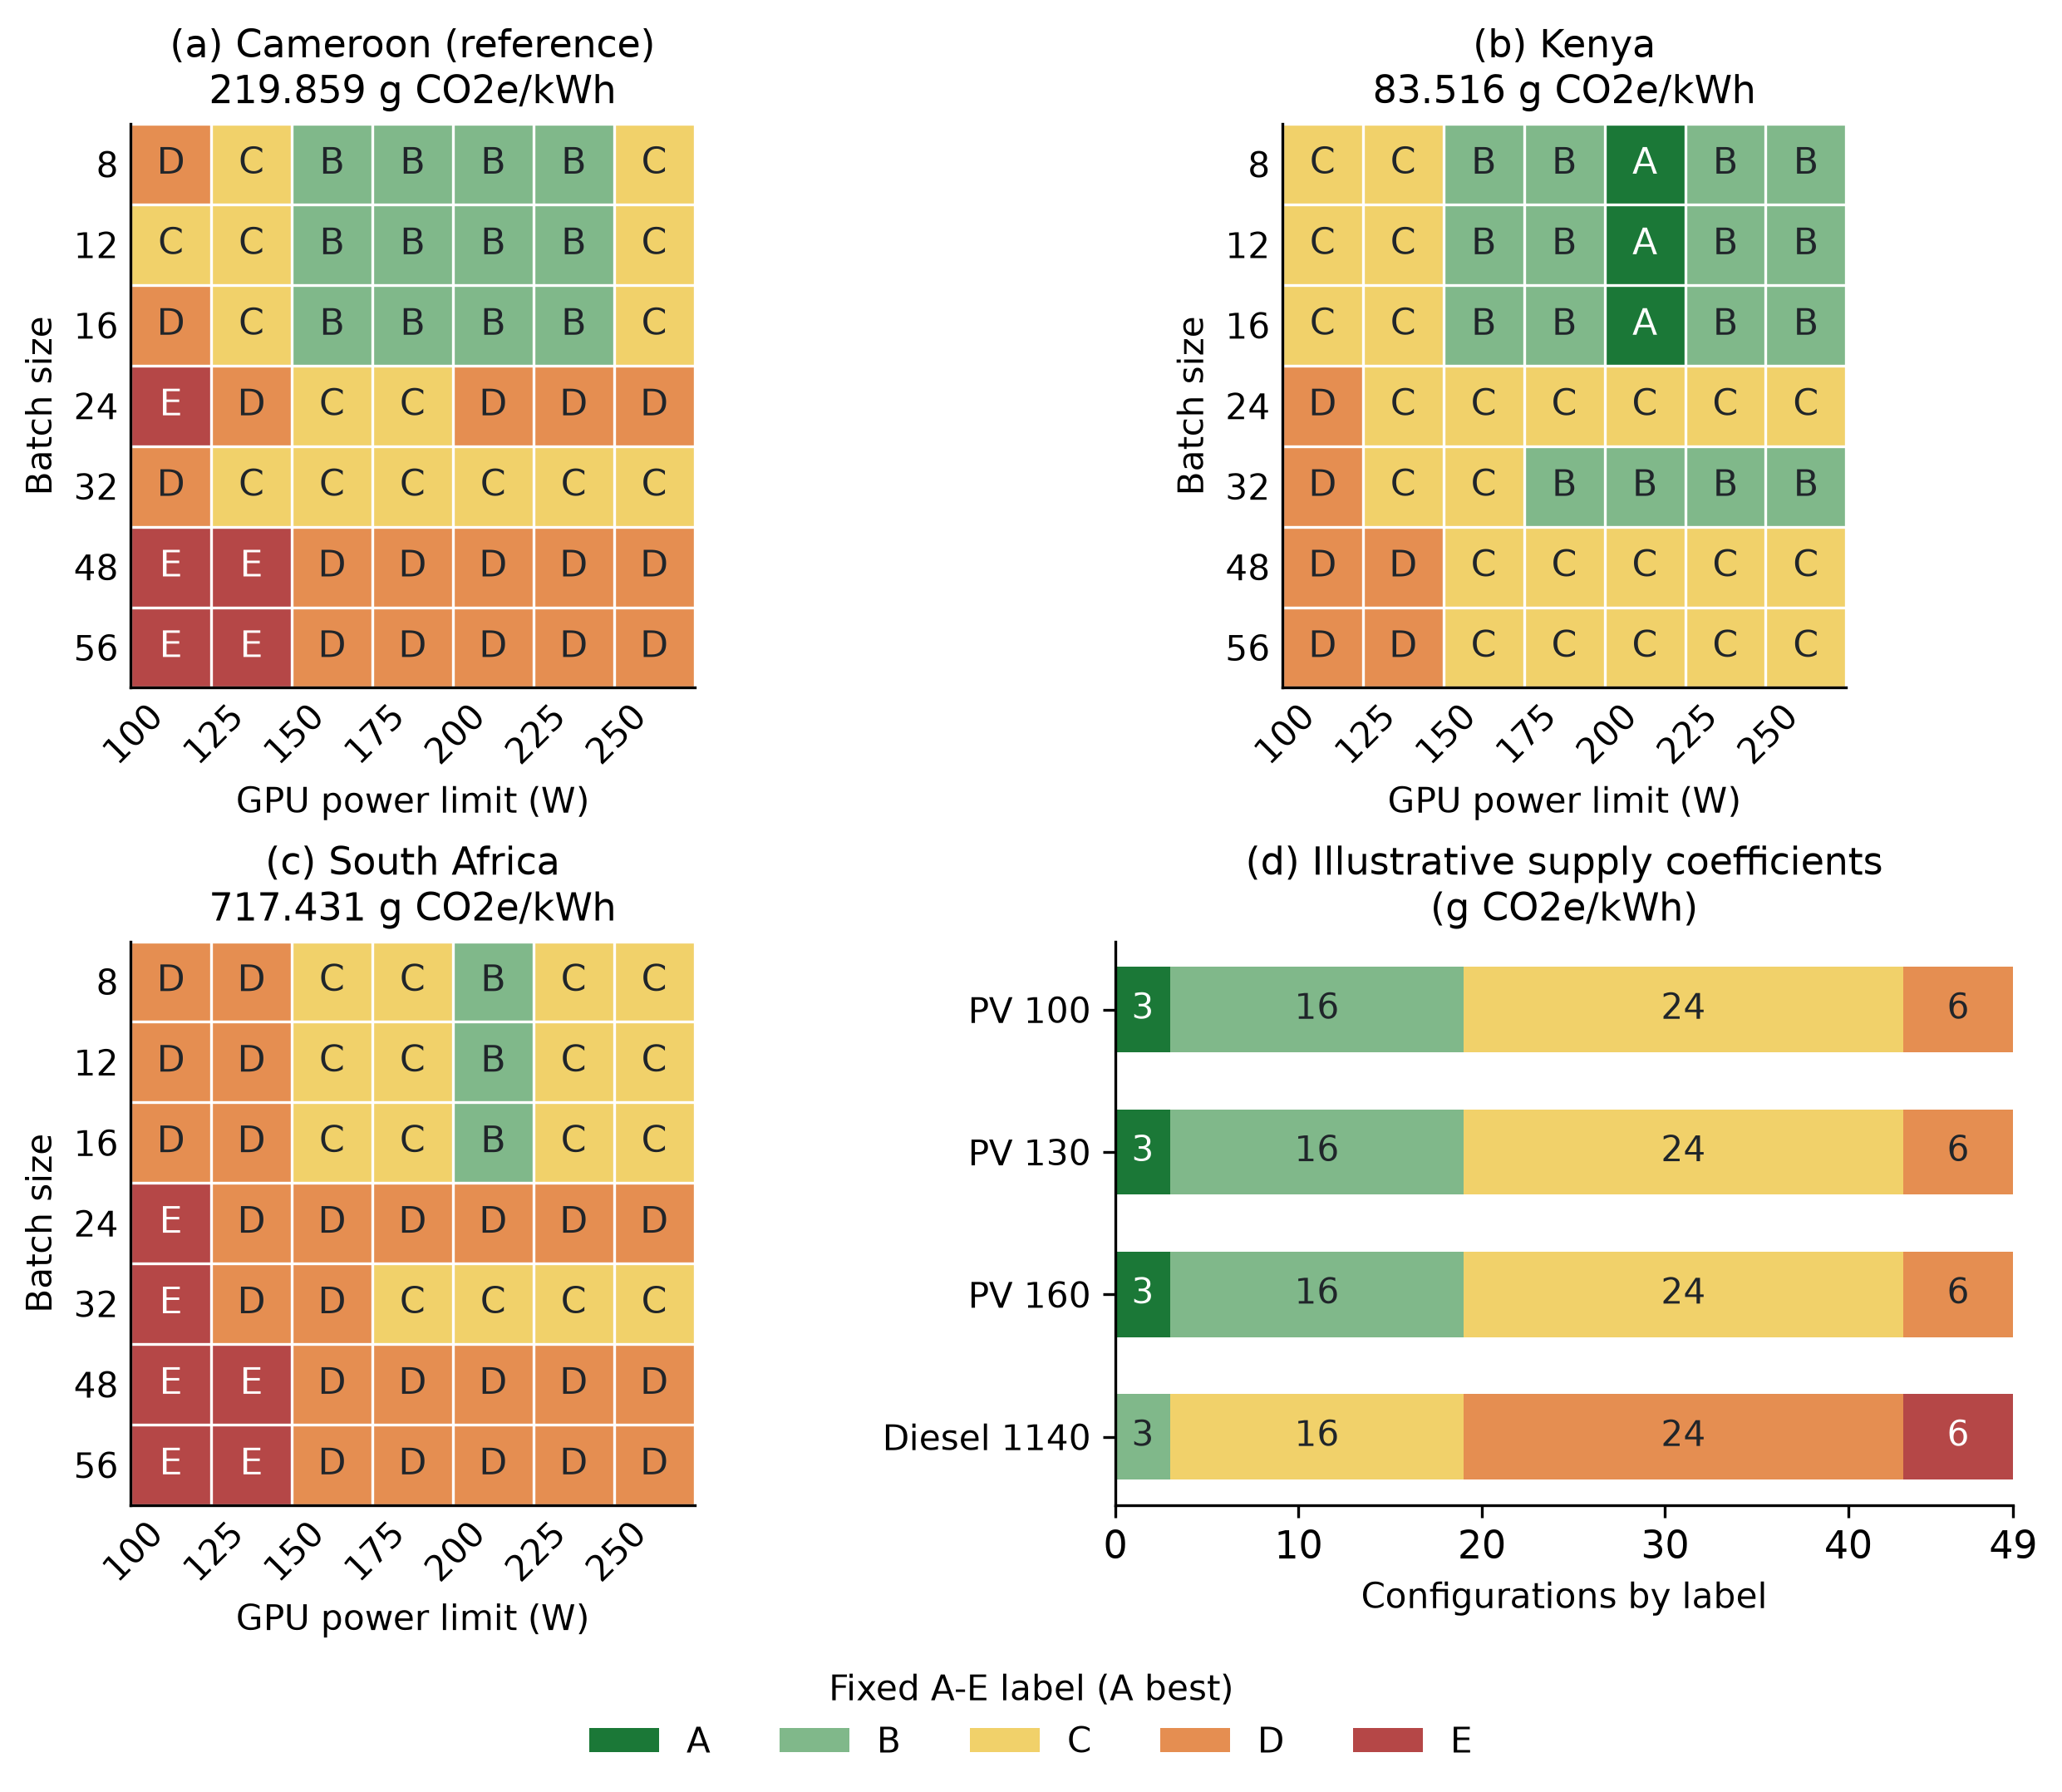 (a) Cameroon (reference)
219.859 g CO2e/kWh
Batch size
8 D C B B B B C
12 C C B B B B C
16 D C B B B B C
24 E D C C D D D
32 D C C C C C C
48 E E D D D D D
56 E E D D D D D
100 125 150 175 200 225 250
GPU power limit (W)
(b) Kenya
83.516 g CO2e/kWh
Batch size
8 C C B B A B B
12 C C B B A B B
16 C C B B A B B
24 D C C C C C C
32 D C C B B B B
48 D D C C C C C
56 D D C C C C C
100 125 150 175 200 225 250
GPU power limit (W)
(c) South Africa
717.431 g CO2e/kWh
Batch size
8 D D C C B C C
12 D D C C B C C
16 D D C C B C C
24 E D D D D D D
32 E D D C C C C
48 E E D D D D D
56 E E D D D D D
100 125 150 175 200 225 250
GPU power limit (W)
(d) Illustrative supply coefficients
(g CO2e/kWh)
PV 100 3 16 24 6
PV 130 3 16 24 6
PV 160 3 16 24 6
Diesel 1140 3 16 24 6
0 10 20 30 40 49
Configurations by label
Fixed A-E label (A best)
A B C D E